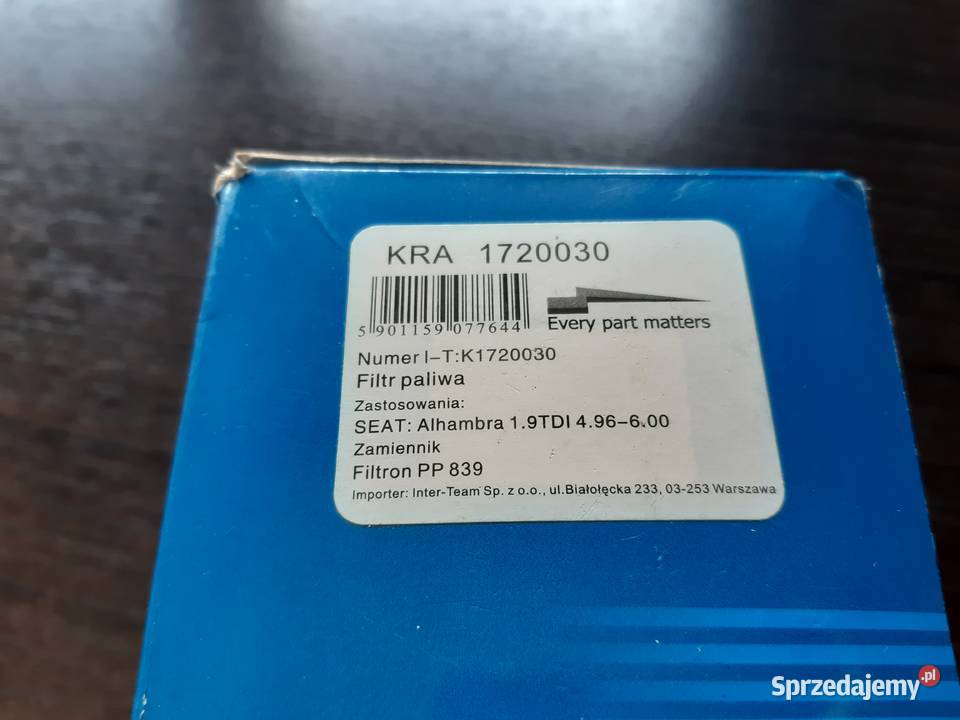 KRA 1720030
5 901159 077644
Every part matters
Numer I-T:K1720030
Filtr paliwa
Zastosowania:
SEAT: Alhambra 1.9TDI 4.96-6.00
Zamiennik
Filtron PP 839
Importer: Inter-Team Sp. z o.o., ul.Białołęcka 233, 03-253 Warszawa
Sprzedajemy.pl